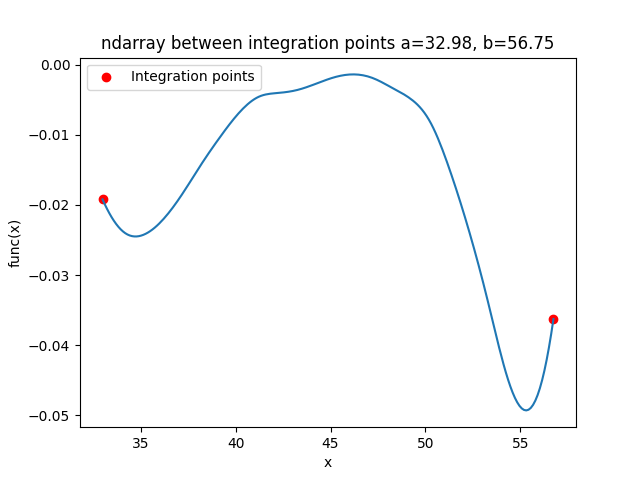 ndarray between integration points a=32.98, b=56.75
Integration points
0.00
−0.01
−0.02
−0.03
−0.04
−0.05
func(x)
35
40
45
50
55
x